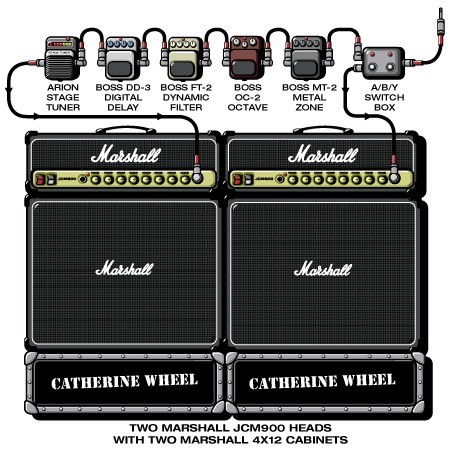 ARION STAGE TUNER
BOSS DD-3 DIGITAL DELAY
BOSS FT-2 DYNAMIC FILTER
BOSS OC-2 OCTAVE
BOSS MT-2 METAL ZONE
A/B/Y SWITCH BOX
Marshall
Marshall
JCM900
JCM900
Marshall
Marshall
CATHERINE WHEEL
CATHERINE WHEEL
TWO MARSHALL JCM900 HEADS
WITH TWO MARSHALL 4X12 CABINETS